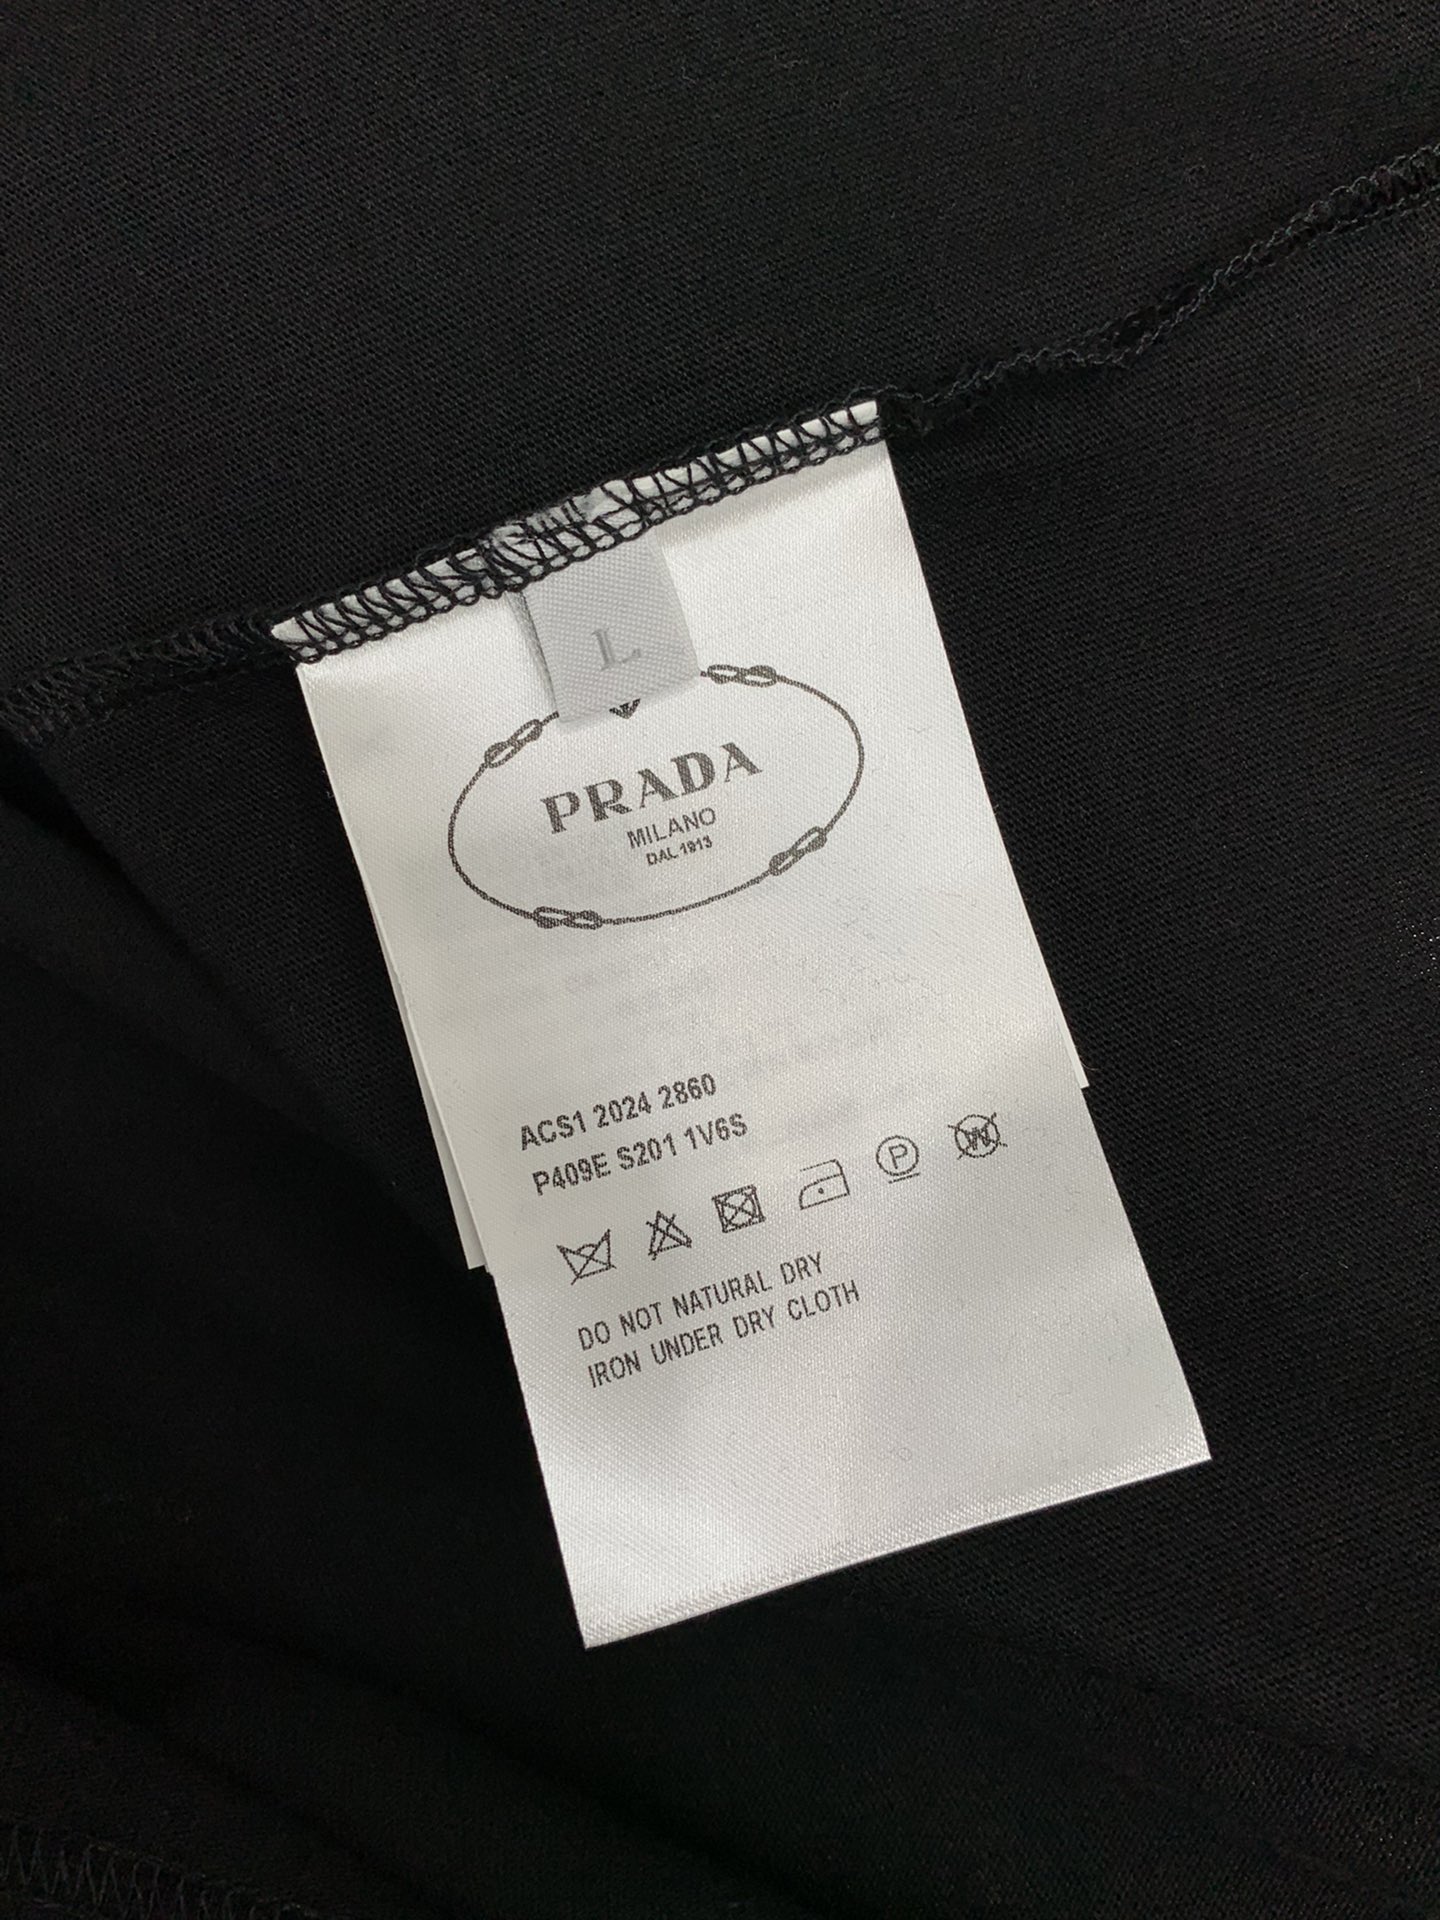 L
PRADA
MILANO
DAL 1913
ACS1 2024 2860
P409E S201 1V6S
P W
DO NOT NATURAL DRY
IRON UNDER DRY CLOTH